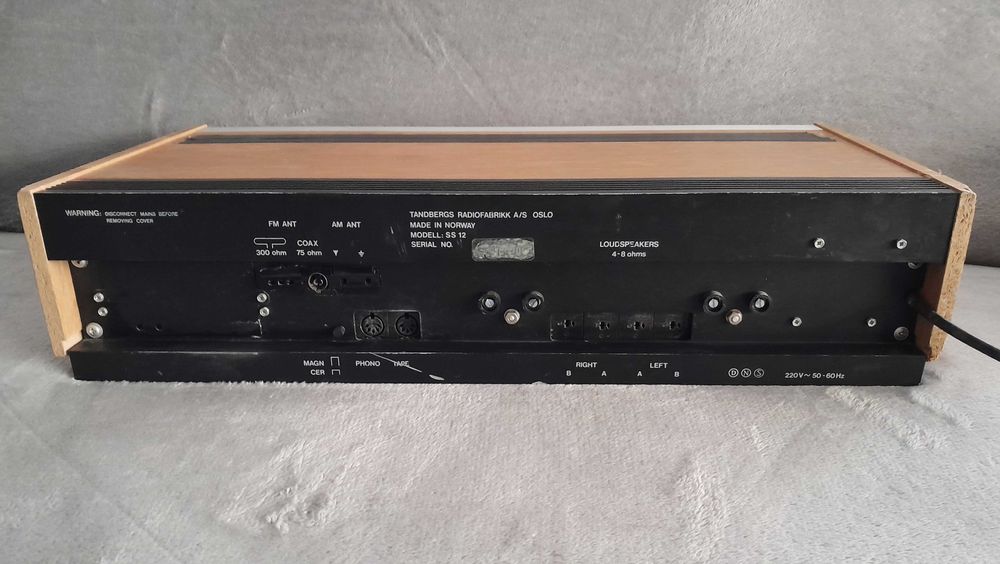 WARNING: DISCONNECT MAINS BEFORE
REMOVING COVER
FM ANT
AM ANT
300 ohm
COAX
75 ohm
TANDBERGS RADIOFABRIKK A/S OSLO
MADE IN NORWAY
MODELL: SS 12
SERIAL NO.
LOUDSPEAKERS
4-8 ohms
MAGN
CER
PHONO
TAPE
RIGHT
LEFT
B A A B
D N S
220V~ 50-60Hz